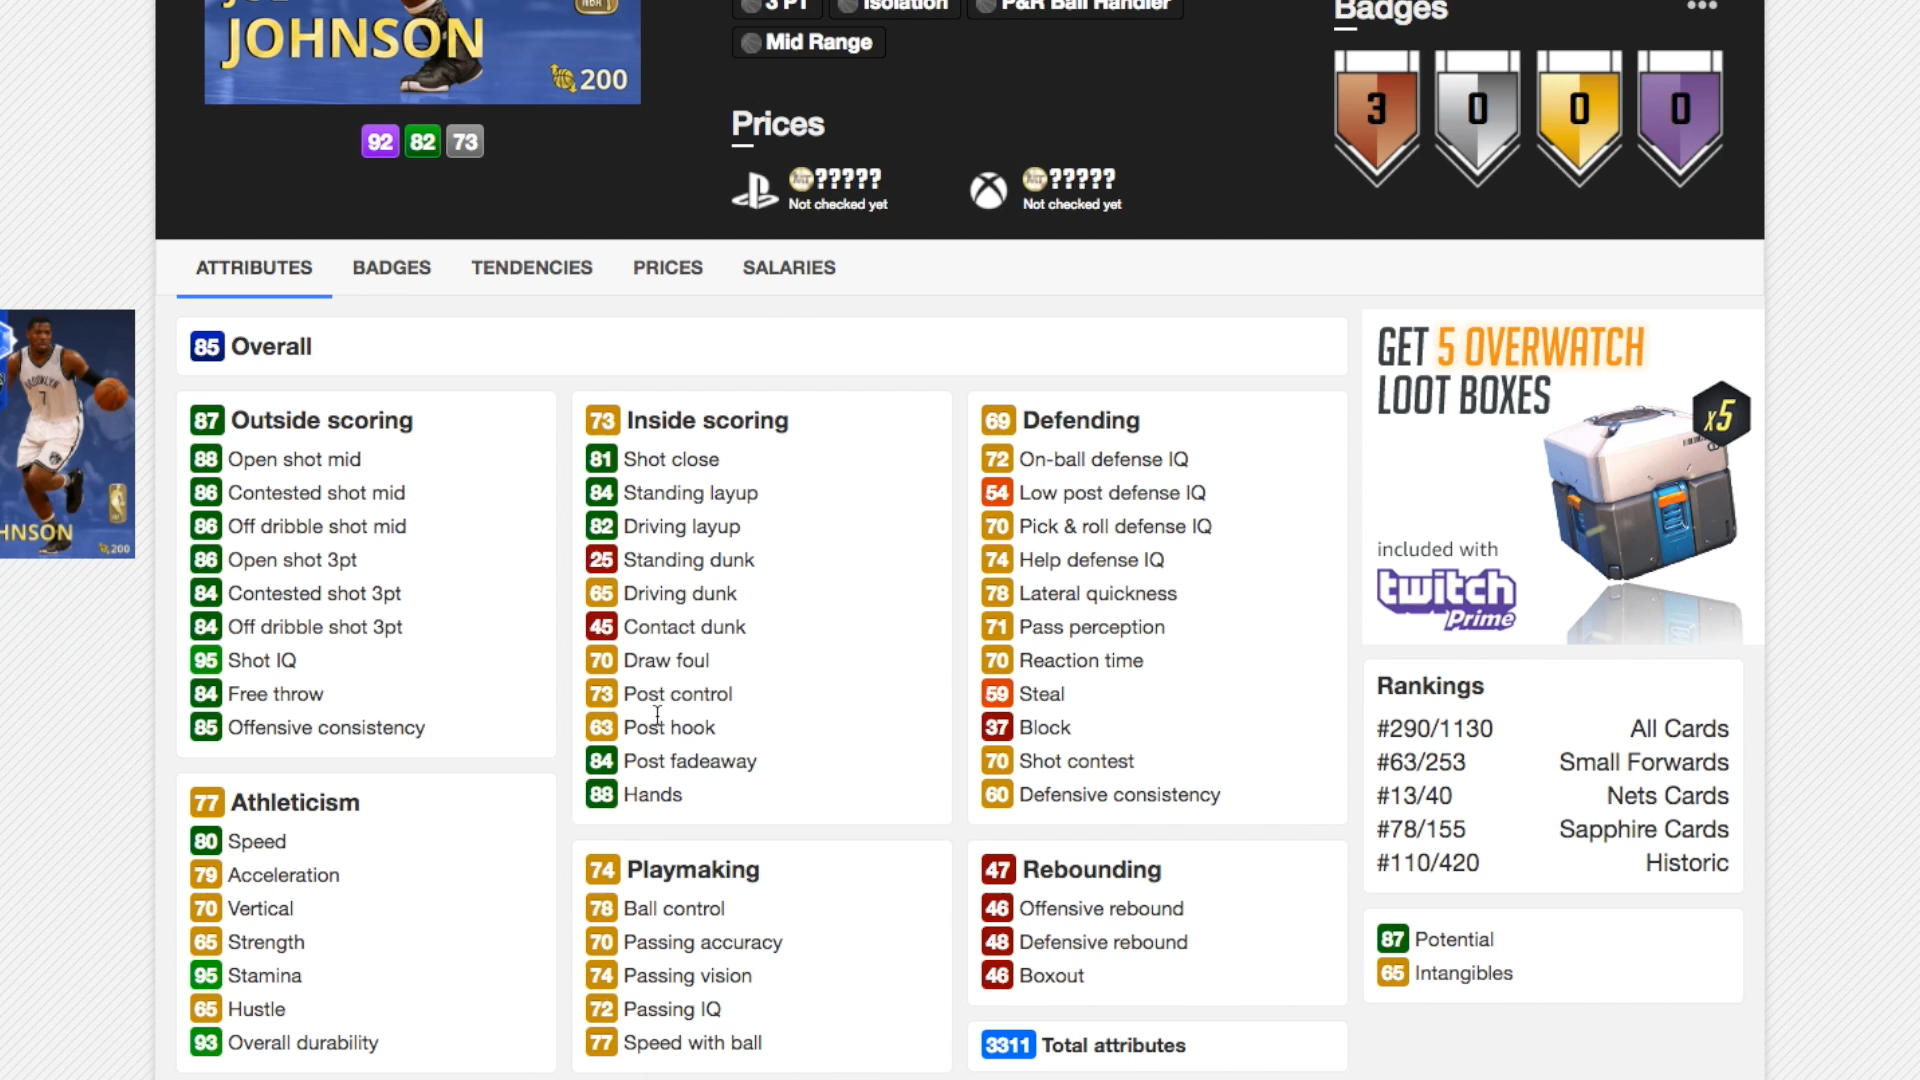 JOHNSON
200
92 82 73
3 PT Isolation P&R Ball Handler
Mid Range
Prices
?????
Not checked yet
?????
Not checked yet
Badges
3 0 0 0
ATTRIBUTES BADGES TENDENCIES PRICES SALARIES
BROOKLYN
7
HNSON
200
85 Overall
87 Outside scoring
88 Open shot mid
86 Contested shot mid
86 Off dribble shot mid
86 Open shot 3pt
84 Contested shot 3pt
84 Off dribble shot 3pt
95 Shot IQ
84 Free throw
85 Offensive consistency
77 Athleticism
80 Speed
79 Acceleration
70 Vertical
65 Strength
95 Stamina
65 Hustle
93 Overall durability
73 Inside scoring
81 Shot close
84 Standing layup
82 Driving layup
25 Standing dunk
65 Driving dunk
45 Contact dunk
70 Draw foul
73 Post control
63 Post hook
84 Post fadeaway
88 Hands
74 Playmaking
78 Ball control
70 Passing accuracy
74 Passing vision
72 Passing IQ
77 Speed with ball
69 Defending
72 On-ball defense IQ
54 Low post defense IQ
70 Pick & roll defense IQ
74 Help defense IQ
78 Lateral quickness
71 Pass perception
70 Reaction time
59 Steal
37 Block
70 Shot contest
60 Defensive consistency
47 Rebounding
46 Offensive rebound
48 Defensive rebound
46 Boxout
3311 Total attributes
GET 5 OVERWATCH
LOOT BOXES
x5
included with
twitch
Prime
Rankings
#290/1130 All Cards
#63/253 Small Forwards
#13/40 Nets Cards
#78/155 Sapphire Cards
#110/420 Historic
87 Potential
65 Intangibles